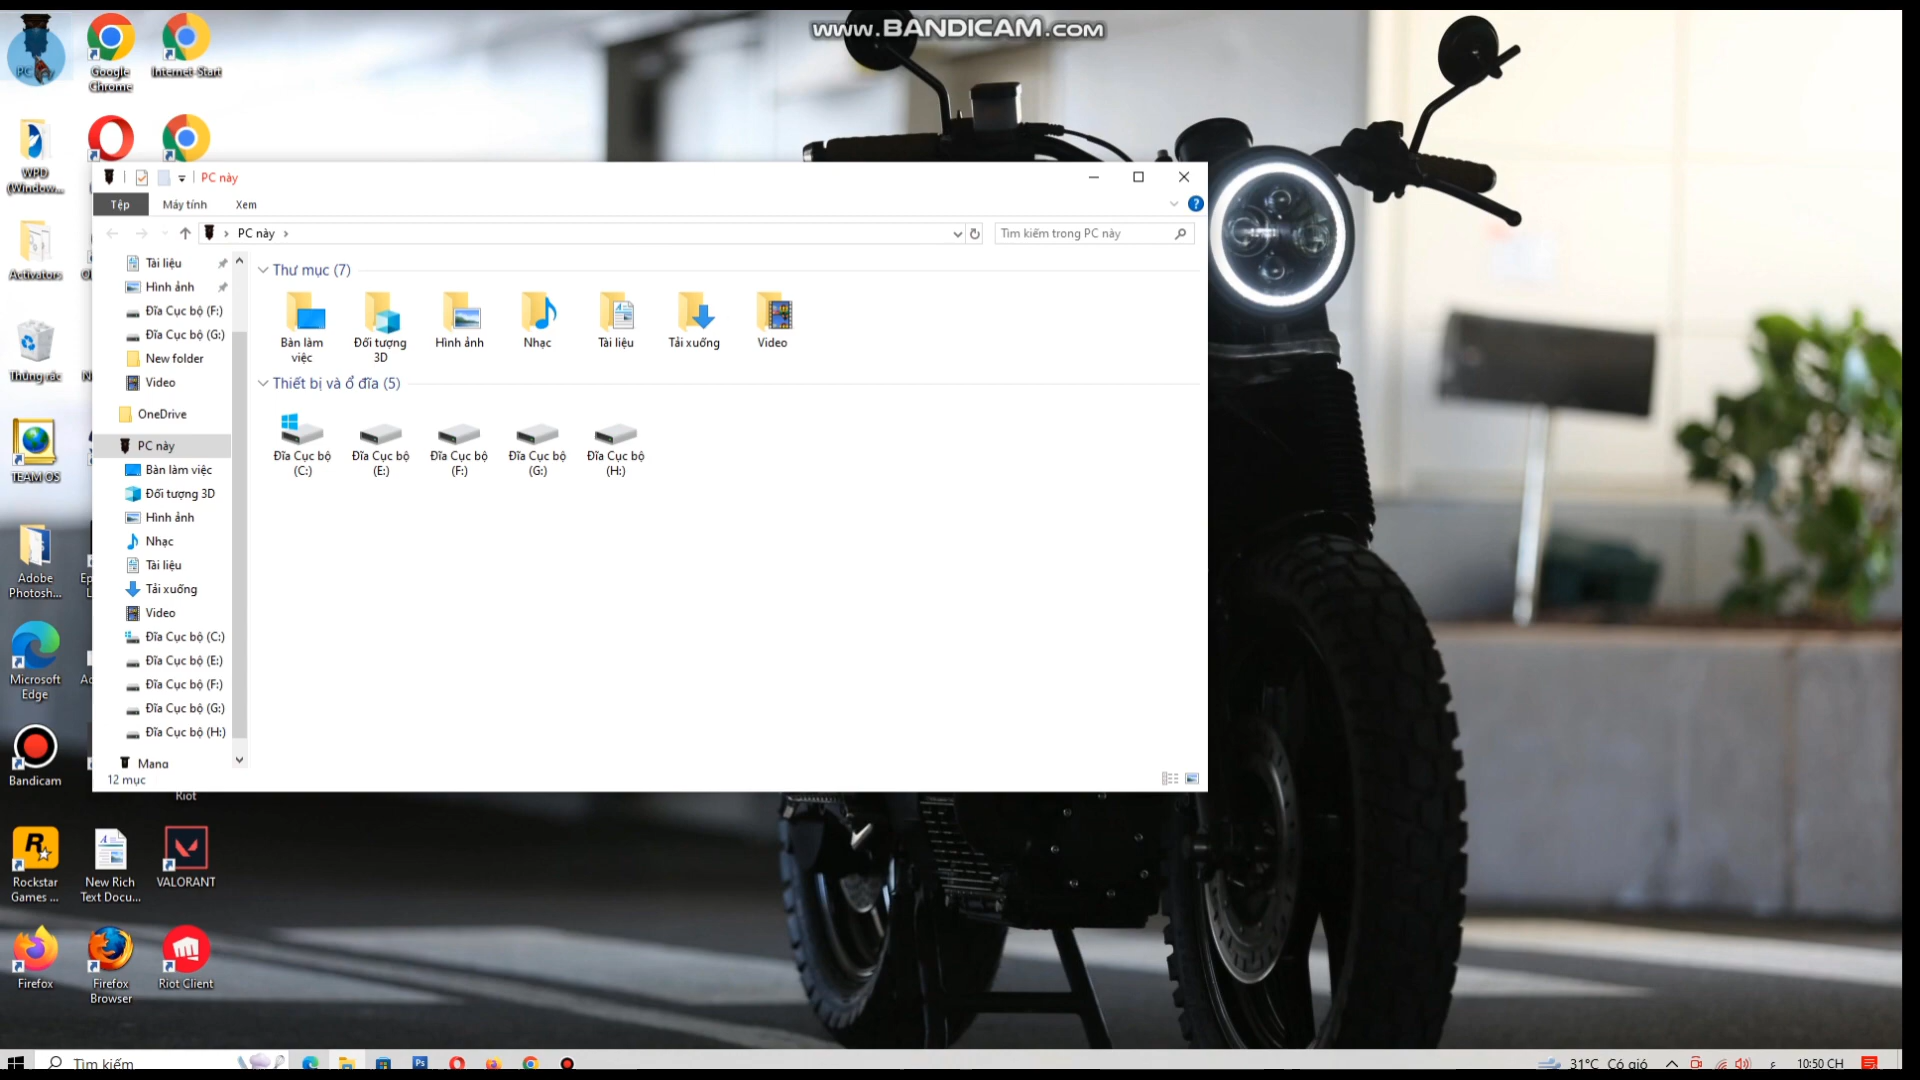 www.BANDICAM.com
PC này
Google
Chrome
Internet Start
WPD
(Window...
Activators
Thùng rác
TEAM OS
Adobe
Photosh...
Microsoft
Edge
Bandicam
Riot
Rockstar
Games ...
New Rich
Text Docu...
VALORANT
Firefox
Firefox
Browser
Riot Client
PC này
Tệp
Máy tính
Xem
PC này
Tìm kiếm trong PC này
Tài liệu
Hình ảnh
Đĩa Cục bộ (F:)
Đĩa Cục bộ (G:)
New folder
Video
OneDrive
PC này
Bàn làm việc
Đối tượng 3D
Hình ảnh
Nhạc
Tài liệu
Tải xuống
Video
Đĩa Cục bộ (C:)
Đĩa Cục bộ (E:)
Đĩa Cục bộ (F:)
Đĩa Cục bộ (G:)
Đĩa Cục bộ (H:)
Mạng
12 mục
Thư mục (7)
Bàn làm
việc
Đối tượng
3D
Hình ảnh
Nhạc
Tài liệu
Tải xuống
Video
Thiết bị và ổ đĩa (5)
Đĩa Cục bộ
(C:)
Đĩa Cục bộ
(E:)
Đĩa Cục bộ
(F:)
Đĩa Cục bộ
(G:)
Đĩa Cục bộ
(H:)
Tìm kiếm
Ps
31°C Có gió
ع
10:50 CH